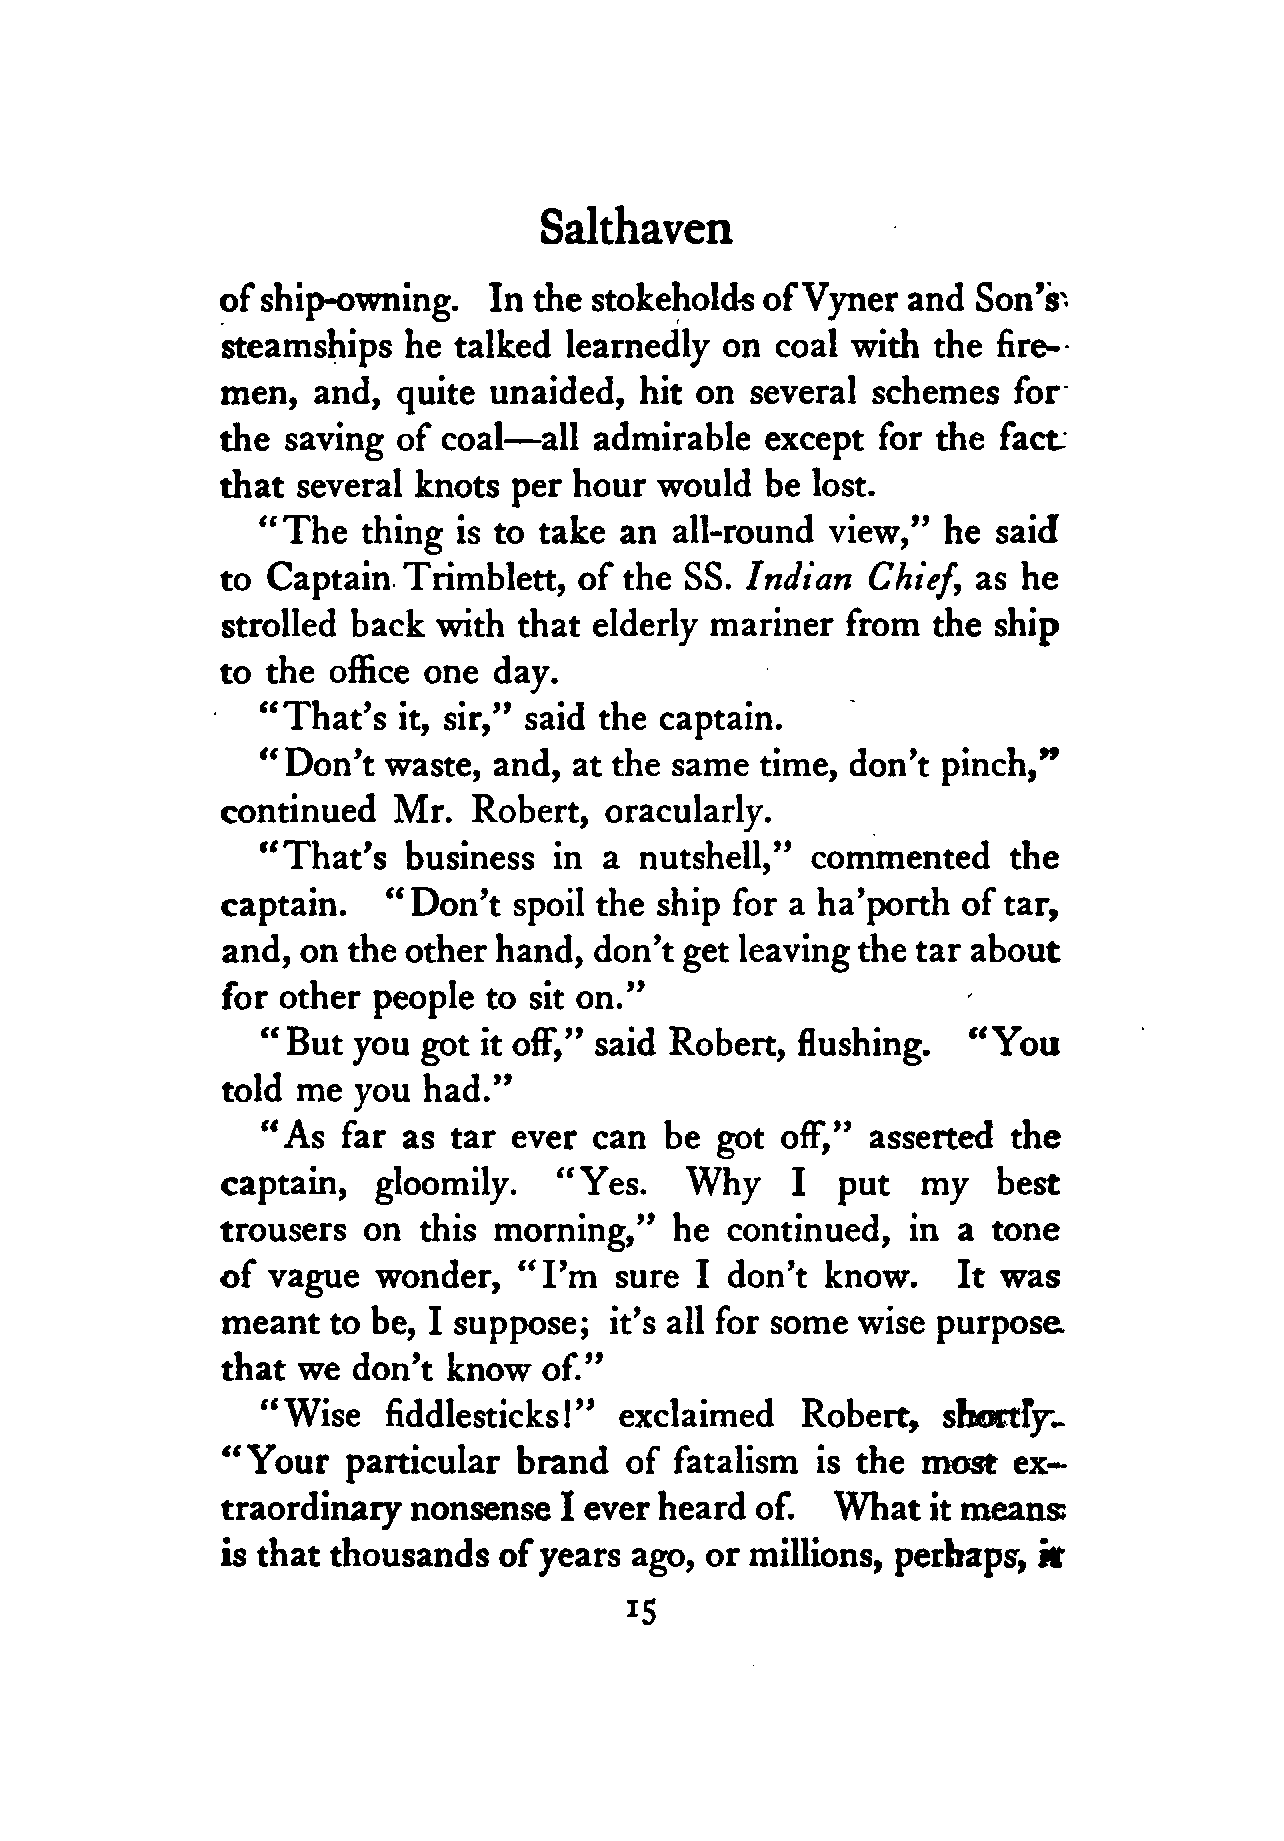 Salthaven
of ship-owning. In the stokeholds of Vyner and Son's
steamships he talked learnedly on coal with the fire-
men, and, quite unaided, hit on several schemes for
the saving of coal—all admirable except for the fact
that several knots per hour would be lost.
“The thing is to take an all-round view,” he said
to Captain Trimblett, of the SS. Indian Chief, as he
strolled back with that elderly mariner from the ship
to the office one day.
“That's it, sir,” said the captain.
“Don't waste, and, at the same time, don't pinch,”
continued Mr. Robert, oracularly.
“That's business in a nutshell,” commented the
captain. “Don't spoil the ship for a ha'porth of tar,
and, on the other hand, don't get leaving the tar about
for other people to sit on.”
“But you got it off,” said Robert, flushing. “You
told me you had.”
“As far as tar ever can be got off,” asserted the
captain, gloomily. “Yes. Why I put my best
trousers on this morning,” he continued, in a tone
of vague wonder, “I'm sure I don't know. It was
meant to be, I suppose; it's all for some wise purpose
that we don't know of.”
“Wise fiddlesticks!” exclaimed Robert, shortly.
“Your particular brand of fatalism is the most ex-
traordinary nonsense I ever heard of. What it means
is that thousands of years ago, or millions, perhaps, it
15